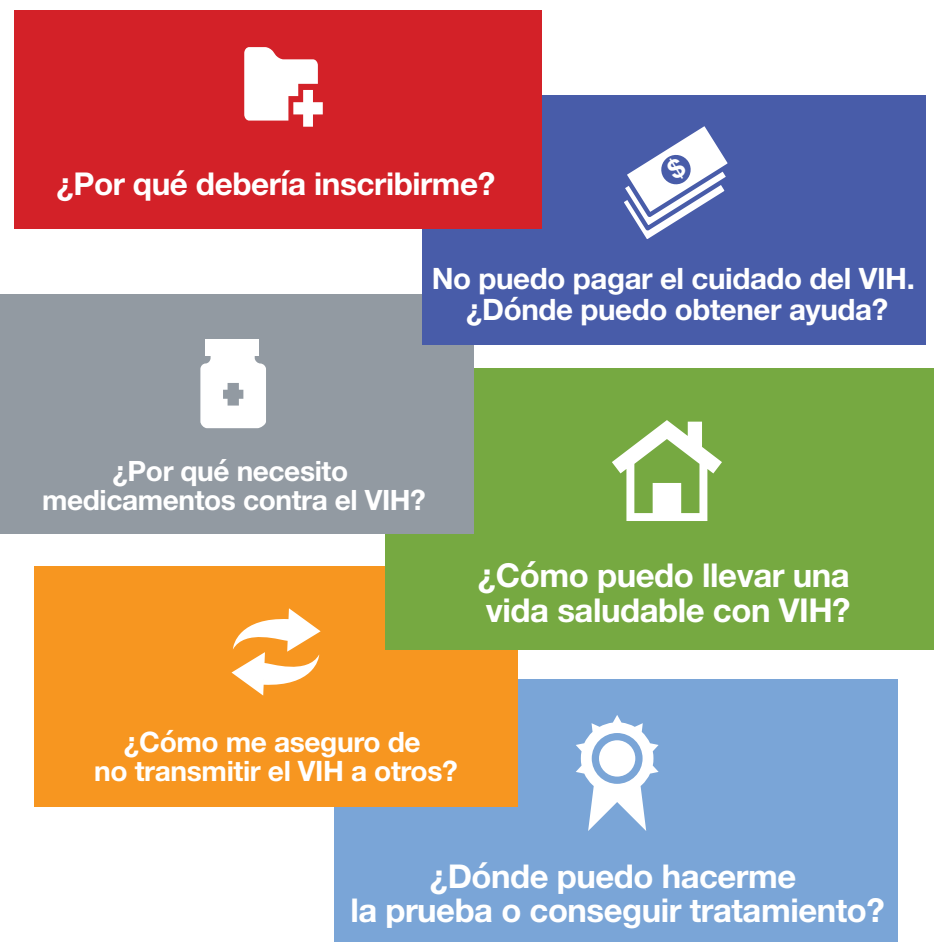 ¿Por qué debería inscribirme?
$
No puedo pagar el cuidado del VIH.
¿Dónde puedo obtener ayuda?
¿Por qué necesito
medicamentos contra el VIH?
¿Cómo puedo llevar una
vida saludable con VIH?
¿Cómo me aseguro de
no transmitir el VIH a otros?
¿Dónde puedo hacerme
la prueba o conseguir tratamiento?